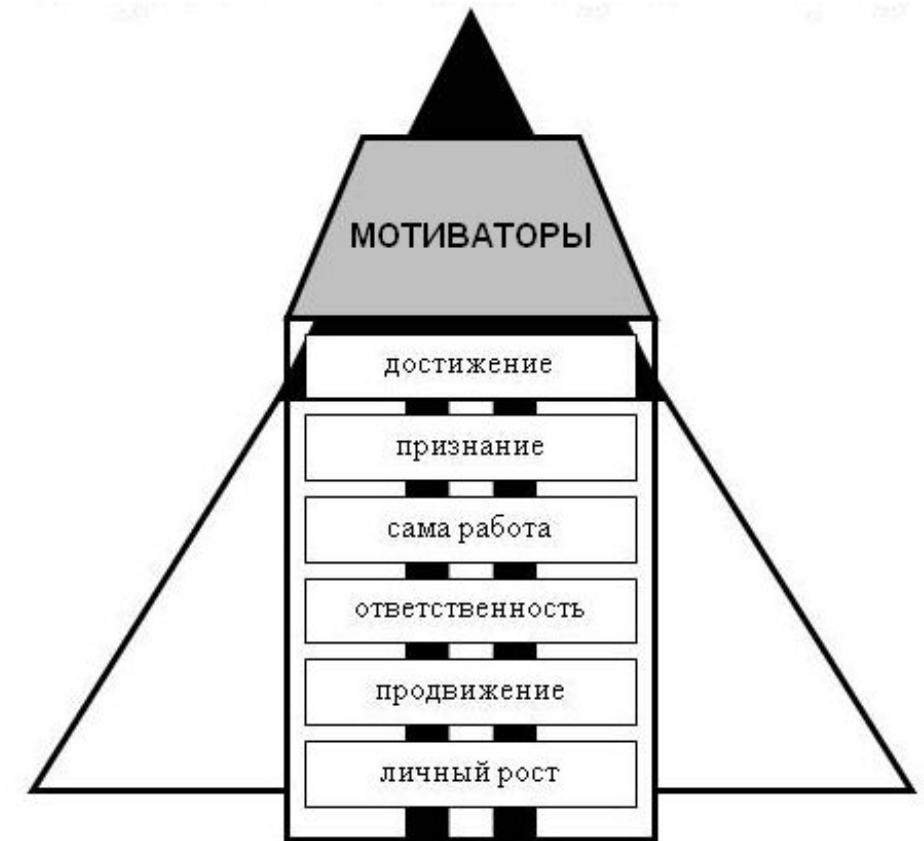 МОТИВАТОРЫ
достижение
признание
сама работа
ответственность
продвижение
личный рост